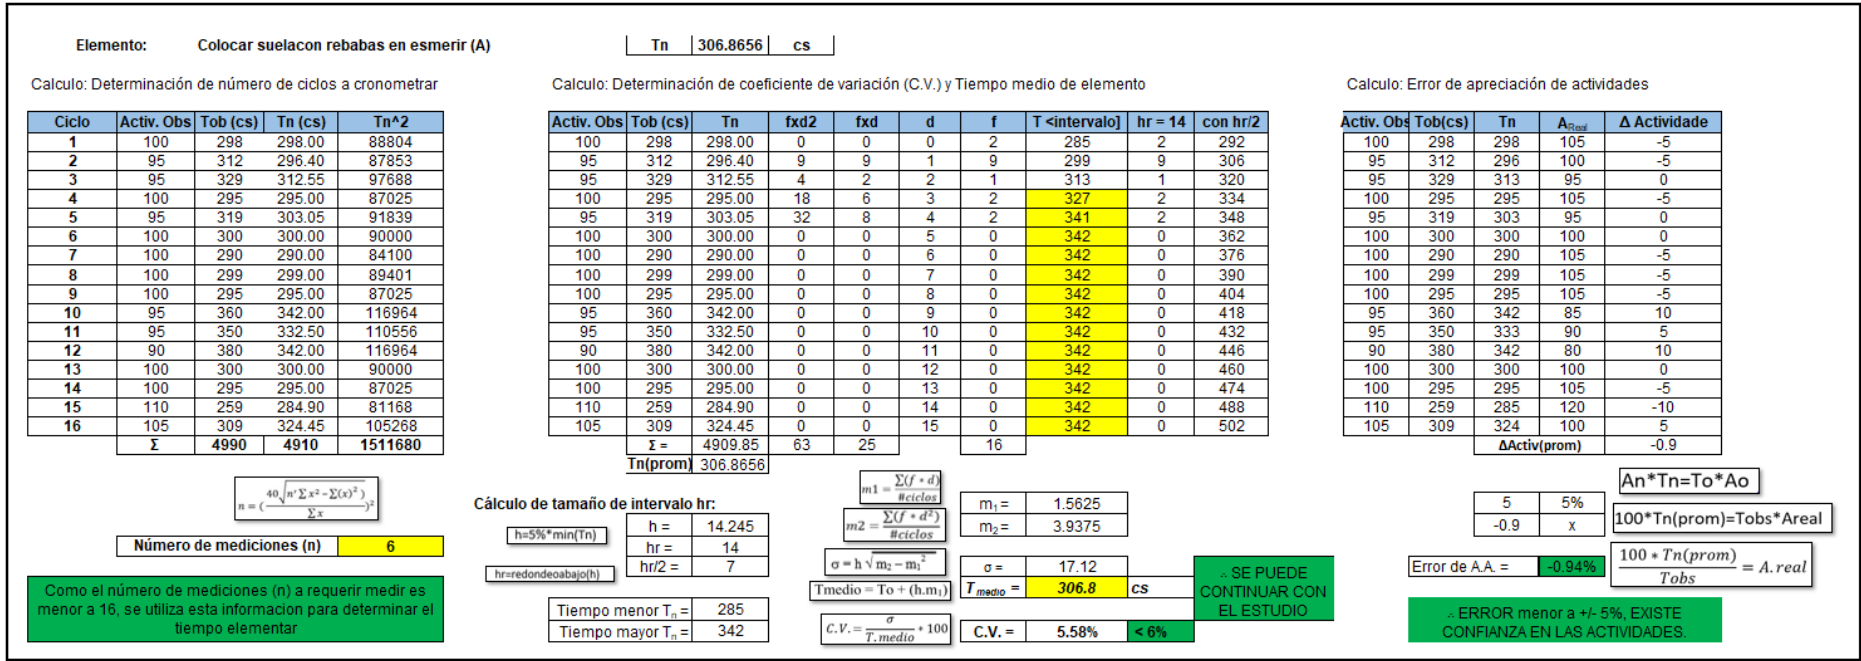 Elemento: Colocar suelacon rebabas en esmerir (A) Tn 306.8656 cs
Calculo: Determinación de número de ciclos a cronometrar
Ciclo Activ. Obs Tob (cs) Tn (cs) Tn^2
1 100 298 298.00 88804
2 95 312 296.40 87853
3 95 329 312.55 97688
4 100 295 295.00 87025
5 95 319 303.05 91839
6 100 300 300.00 90000
7 100 290 290.00 84100
8 100 299 299.00 89401
9 100 295 295.00 87025
10 95 360 342.00 116964
11 95 350 332.50 110556
12 90 380 342.00 116964
13 100 300 300.00 90000
14 100 295 295.00 87025
15 110 259 284.90 81168
16 105 309 324.45 105268
Σ 4990 4910 1511680
n = ( 40√n'Σx²−Σ(x)² ) / Σx )²
Número de mediciones (n) 6
Como el número de mediciones (n) a requerir medir es
menor a 16, se utiliza esta informacion para determinar el
tiempo elementar
Calculo: Determinación de coeficiente de variación (C.V.) y Tiempo medio de elemento
Activ. Obs Tob (cs) Tn fxd2 fxd d f T <intervalo] hr = 14 con hr/2
100 298 298.00 0 0 0 2 285 2 292
95 312 296.40 9 9 1 9 299 9 306
95 329 312.55 4 2 2 1 313 1 320
100 295 295.00 18 6 3 2 327 2 334
95 319 303.05 32 8 4 2 341 2 348
100 300 300.00 0 0 5 0 342 0 362
100 290 290.00 0 0 6 0 342 0 376
100 299 299.00 0 0 7 0 342 0 390
100 295 295.00 0 0 8 0 342 0 404
95 360 342.00 0 0 9 0 342 0 418
95 350 332.50 0 0 10 0 342 0 432
90 380 342.00 0 0 11 0 342 0 446
100 300 300.00 0 0 12 0 342 0 460
100 295 295.00 0 0 13 0 342 0 474
110 259 284.90 0 0 14 0 342 0 488
105 309 324.45 0 0 15 0 342 0 502
Σ = 4909.85 63 25 16
Tn(prom) 306.8656
Cálculo de tamaño de intervalo hr:
h=5%*min(Tn) h = 14.245
hr = 14
hr=redondeoabajo(h) hr/2 = 7
Tiempo menor Tn = 285
Tiempo mayor Tn = 342
m1 = Σ(f * d) / #ciclos m₁ = 1.5625
m2 = Σ(f * d²) / #ciclos m₂ = 3.9375
σ = h √m₂ − m₁² σ = 17.12
Tmedio = To + (h.m₁) T medio = 306.8 cs
C.V. = σ / T.medio * 100 C.V. = 5.58% < 6%
∴ SE PUEDE
CONTINUAR CON
EL ESTUDIO
Calculo: Error de apreciación de actividades
Activ. Obs Tob(cs) Tn AReal Δ Actividade
100 298 298 105 -5
95 312 296 100 -5
95 329 313 95 0
100 295 295 105 -5
95 319 303 95 0
100 300 300 100 0
100 290 290 105 -5
100 299 299 105 -5
100 295 295 105 -5
95 360 342 85 10
95 350 333 90 5
90 380 342 80 10
100 300 300 100 0
100 295 295 105 -5
110 259 285 120 -10
105 309 324 100 5
ΔActiv(prom) -0.9
An*Tn=To*Ao
5 5%
-0.9 x
100*Tn(prom)=Tobs*Areal
Error de A.A. = -0.94%
100 * Tn(prom) / Tobs = A.real
∴ ERROR menor a +/- 5%, EXISTE
CONFIANZA EN LAS ACTIVIDADES.